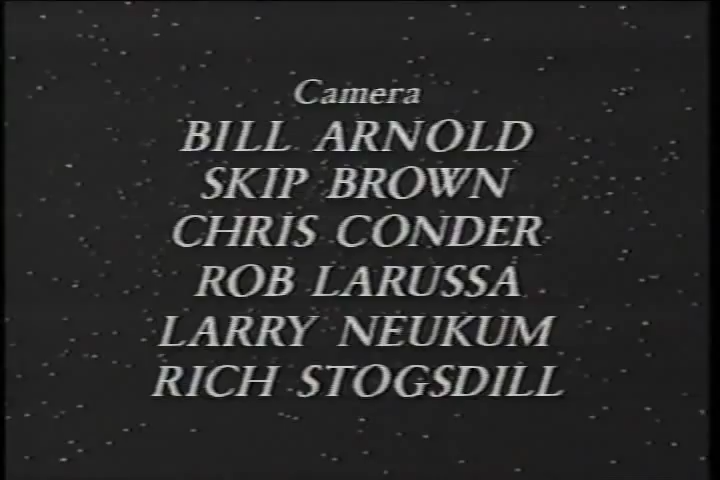 Camera
BILL ARNOLD
SKIP BROWN
CHRIS CONDER
ROB LARUSSA
LARRY NEUKUM
RICH STOGSDILL